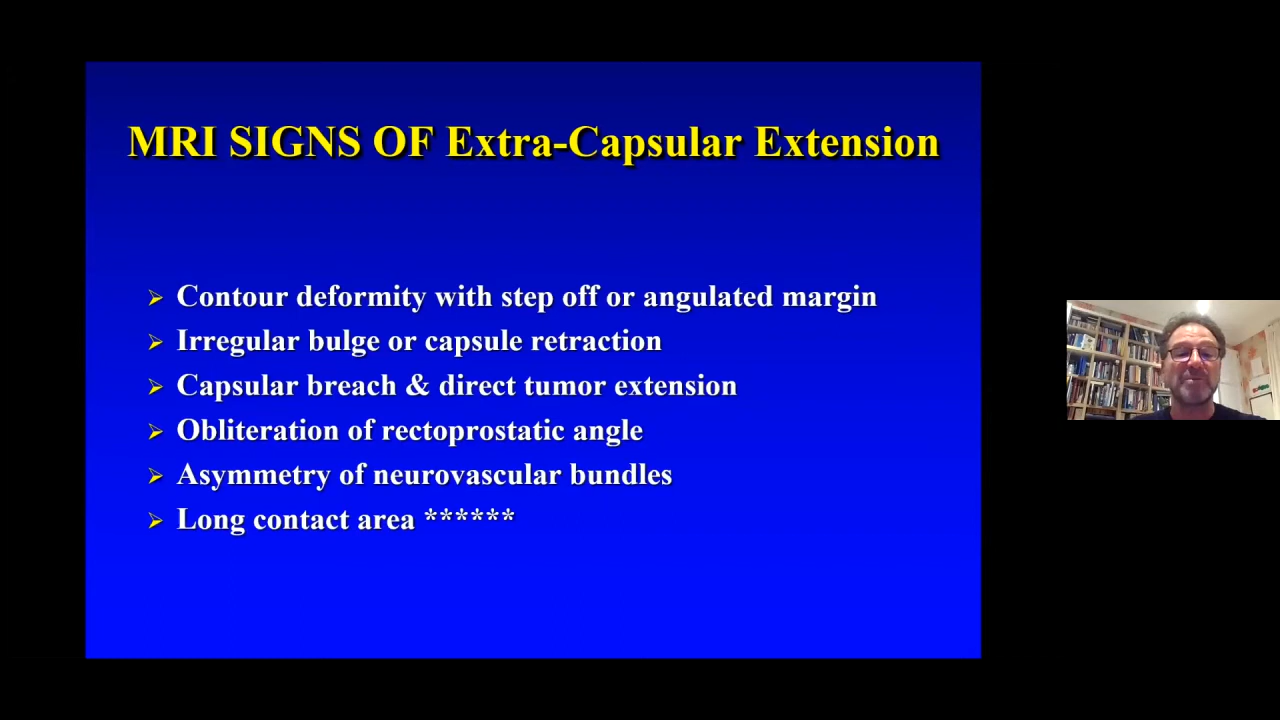 MRI SIGNS OF Extra-Capsular Extension
Contour deformity with step off or angulated margin
Irregular bulge or capsule retraction
Capsular breach & direct tumor extension
Obliteration of rectoprostatic angle
Asymmetry of neurovascular bundles
Long contact area ******